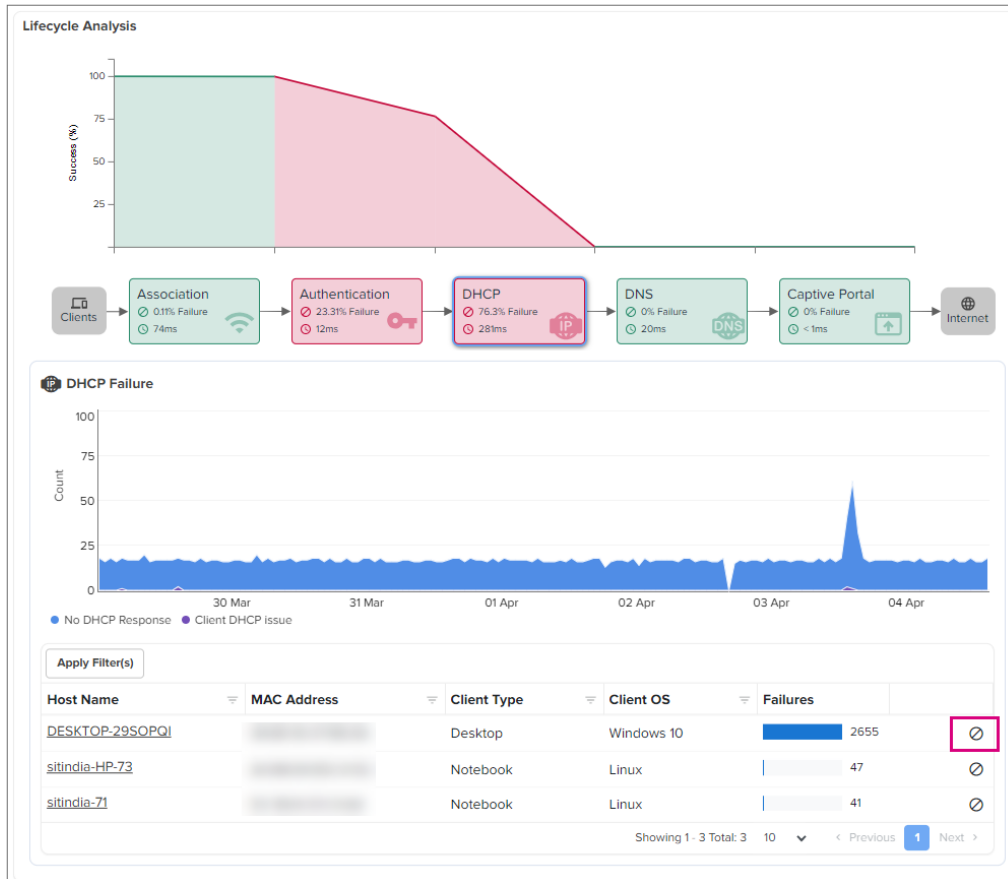 Lifecycle Analysis
100
75
50
25
Success (%)
Clients
Association
0.11% Failure
74ms
Authentication
23.31% Failure
12ms
DHCP
76.3% Failure
281ms
IP
DNS
0% Failure
20ms
DNS
Captive Portal
0% Failure
< 1ms
Internet
IP DHCP Failure
100
75
50
25
0
Count
30 Mar 31 Mar 01 Apr 02 Apr 03 Apr 04 Apr
No DHCP Response Client DHCP issue
Apply Filter(s)
Host Name MAC Address Client Type Client OS Failures
DESKTOP-29SOPQI Desktop Windows 10 2655
sitindia-HP-73 Notebook Linux 47
sitindia-71 Notebook Linux 41
Showing 1 - 3 Total: 3 10 < Previous 1 Next >